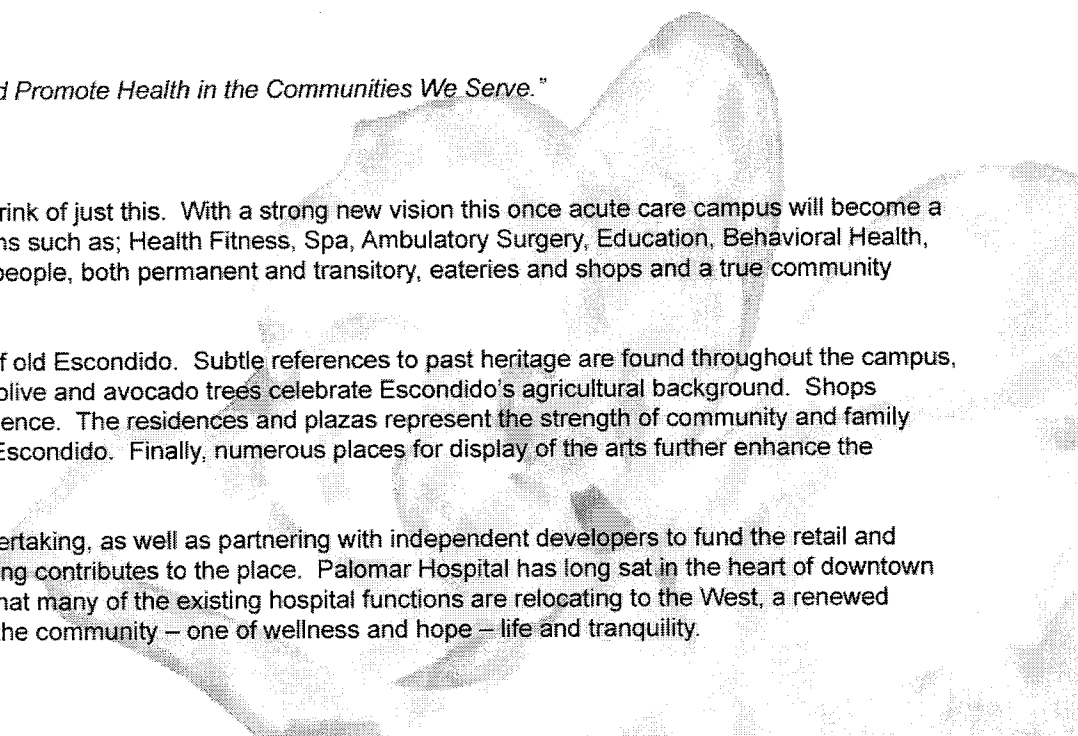 d Promote Health in the Communities We Serve."
rink of just this. With a strong new vision this once acute care campus will become a
ns such as; Health Fitness, Spa, Ambulatory Surgery, Education, Behavioral Health,
people, both permanent and transitory, eateries and shops and a true community
f old Escondido. Subtle references to past heritage are found throughout the campus,
olive and avocado trees celebrate Escondido's agricultural background. Shops
ence. The residences and plazas represent the strength of community and family
Escondido. Finally, numerous places for display of the arts further enhance the
ertaking, as well as partnering with independent developers to fund the retail and
ng contributes to the place. Palomar Hospital has long sat in the heart of downtown
hat many of the existing hospital functions are relocating to the West, a renewed
he community – one of wellness and hope – life and tranquility.